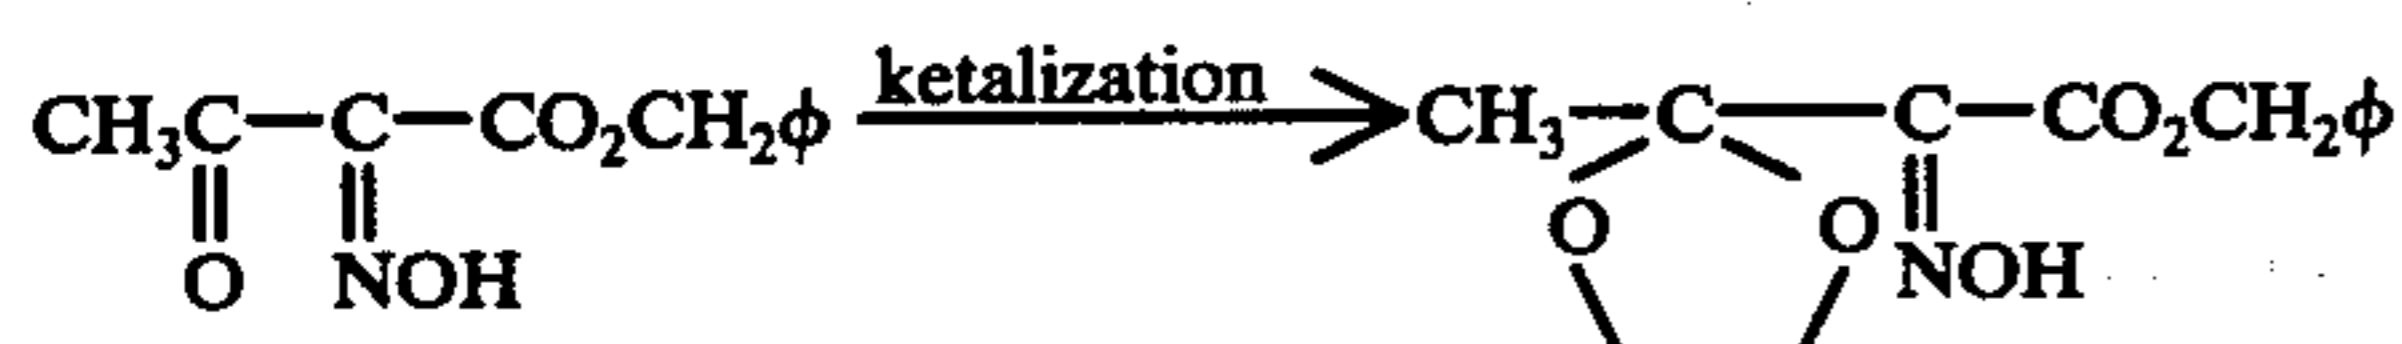 ketalization
CH₃C—C—CO₂CH₂ϕ CH₃—C—C—CO₂CH₂ϕ
O NOH O O NOH